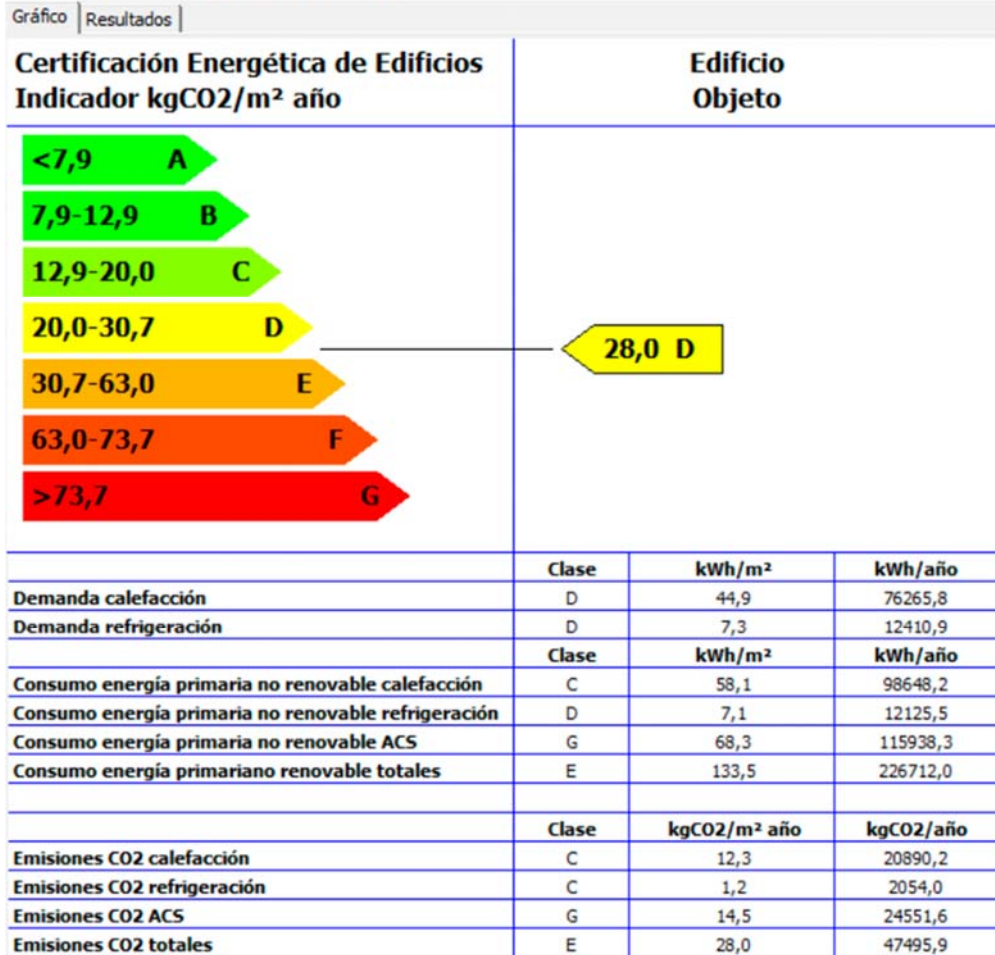 Gráfico Resultados
Certificación Energética de Edificios
Indicador kgCO2/m² año
Edificio
Objeto
<7,9 A
7,9-12,9 B
12,9-20,0 C
20,0-30,7 D
28,0 D
30,7-63,0 E
63,0-73,7 F
>73,7 G
Clase kWh/m² kWh/año
Demanda calefacción D 44,9 76265,8
Demanda refrigeración D 7,3 12410,9
Clase kWh/m² kWh/año
Consumo energía primaria no renovable calefacción C 58,1 98648,2
Consumo energía primaria no renovable refrigeración D 7,1 12125,5
Consumo energía primaria no renovable ACS G 68,3 115938,3
Consumo energía primariano renovable totales E 133,5 226712,0
Clase kgCO2/m² año kgCO2/año
Emisiones CO2 calefacción C 12,3 20890,2
Emisiones CO2 refrigeración C 1,2 2054,0
Emisiones CO2 ACS G 14,5 24551,6
Emisiones CO2 totales E 28,0 47495,9